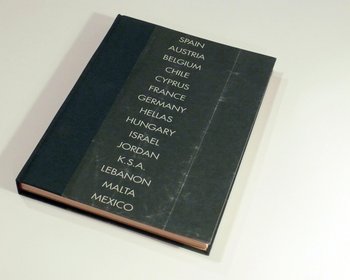 SPAIN
AUSTRIA
BELGIUM
CHILE
CYPRUS
FRANCE
GERMANY
HELLAS
HUNGARY
ISRAEL
JORDAN
K.S.A.
LEBANON
MALTA
MEXICO